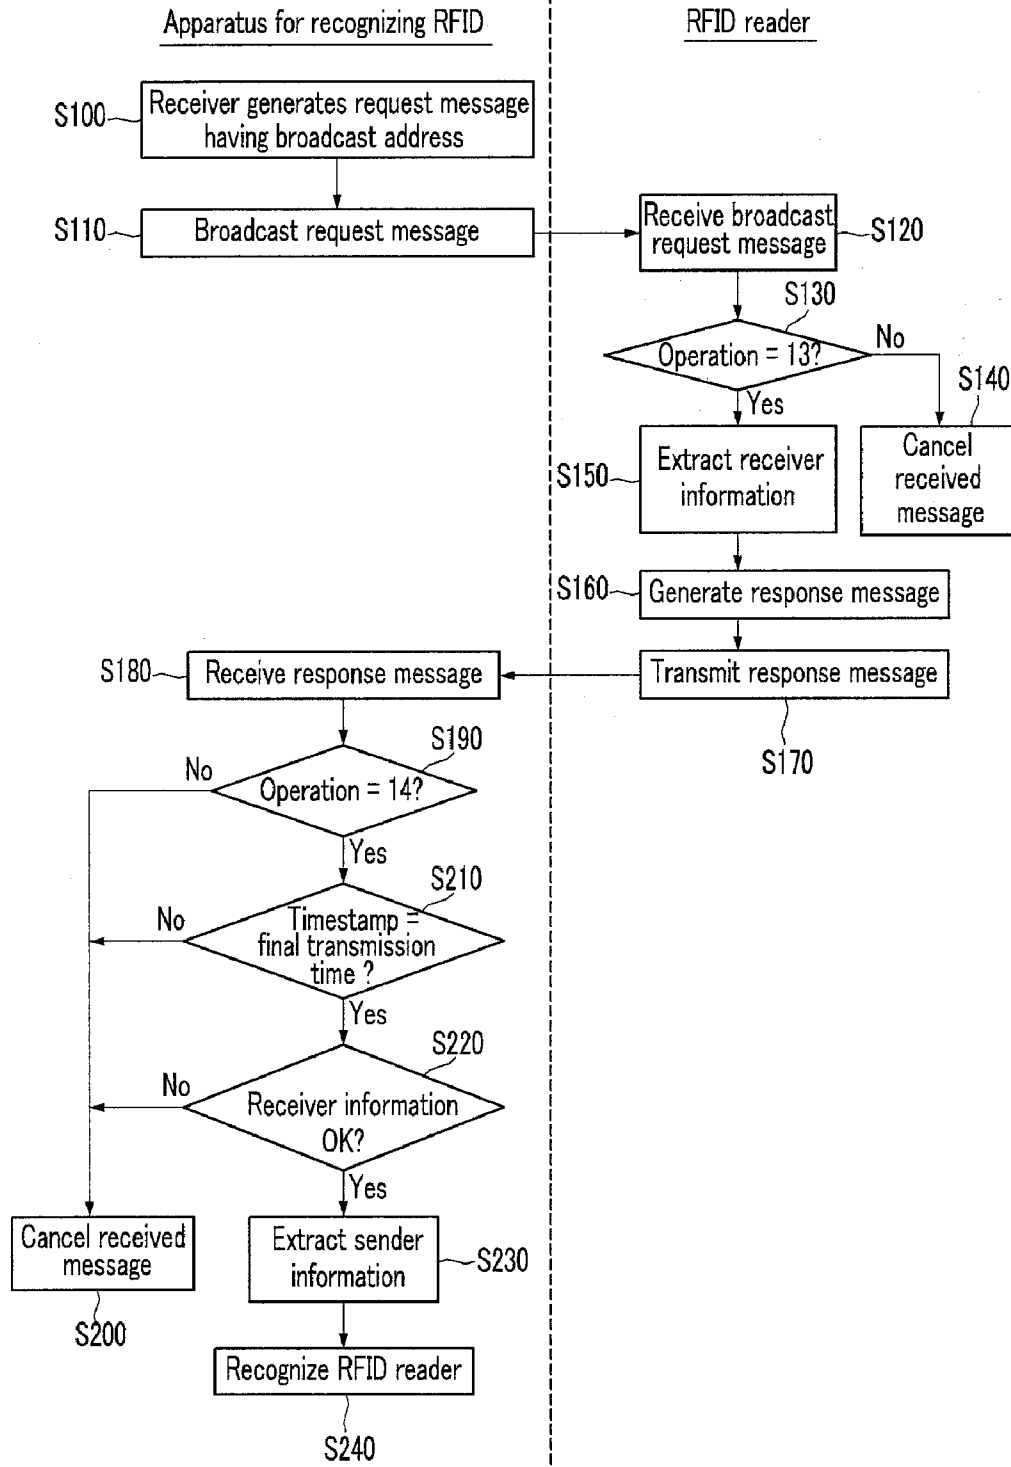 Apparatus for recognizing RFID
RFID reader
S100
Receiver generates request message
having broadcast address
S110
Broadcast request message
Receive broadcast
request message
S120
S130
Operation = 13?
No
Yes
S140
Cancel
received
message
S150
Extract receiver
information
S160
Generate response message
S180
Receive response message
Transmit response message
S170
S190
No
Operation = 14?
Yes
S210
No
Timestamp =
final transmission
time ?
Yes
S220
No
Receiver information
OK?
Yes
Cancel received
message
S200
Extract sender
information
S230
Recognize RFID reader
S240